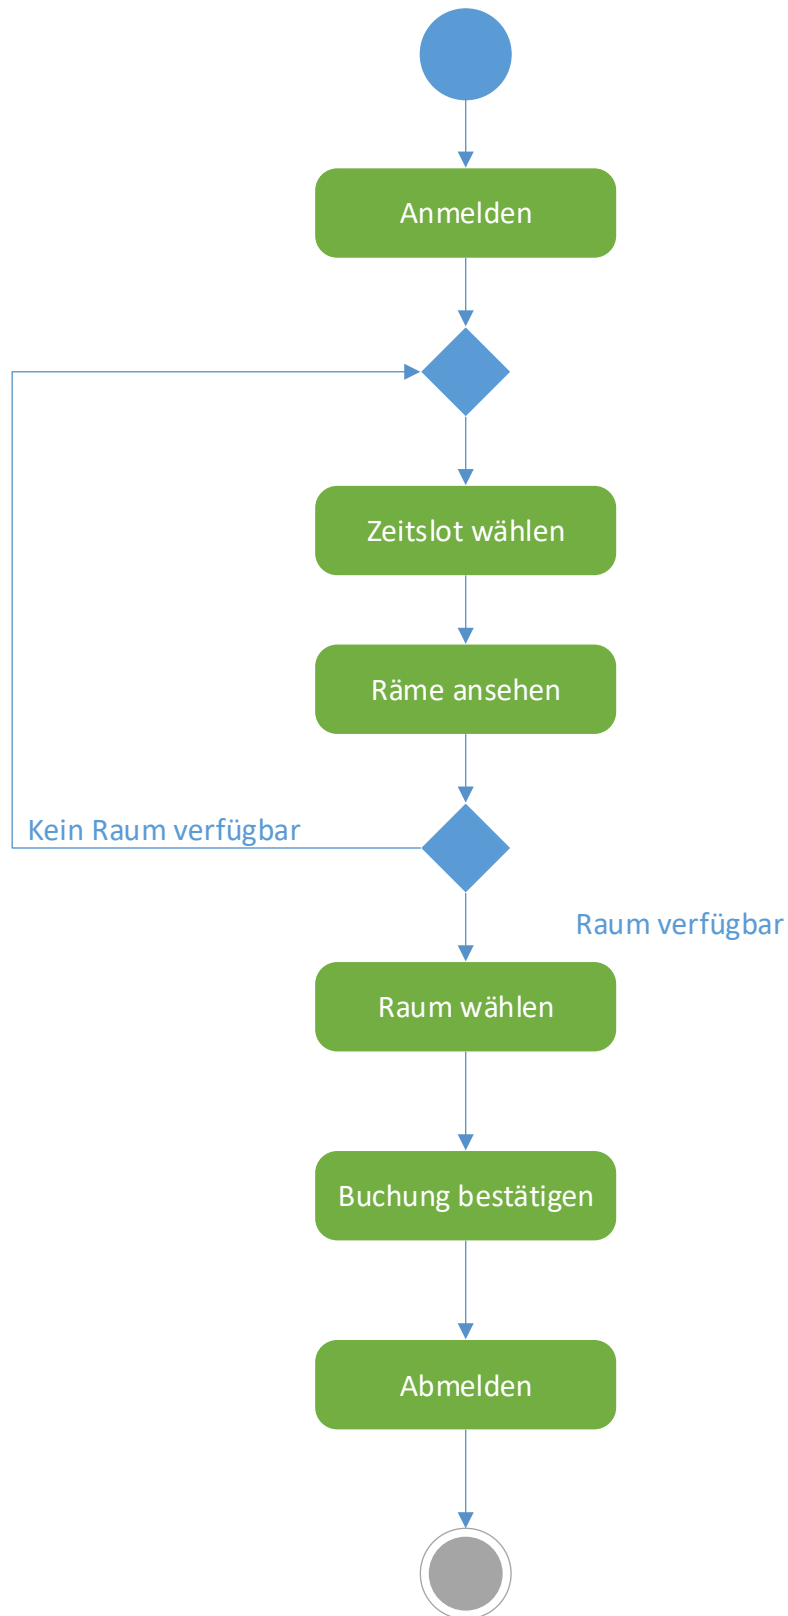 Anmelden
Zeitslot wählen
Räme ansehen
Kein Raum verfügbar
Raum verfügbar
Raum wählen
Buchung bestätigen
Abmelden